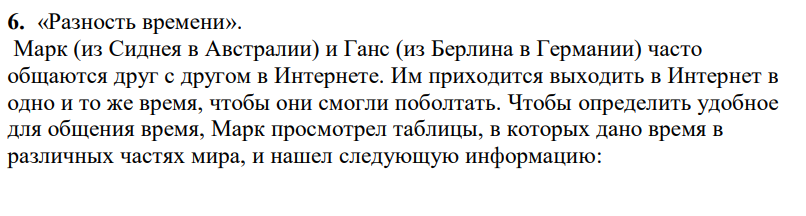 6. «Разность времени».
Марк (из Сиднея в Австралии) и Ганс (из Берлина в Германии) часто
общаются друг с другом в Интернете. Им приходится выходить в Интернет в
одно и то же время, чтобы они смогли поболтать. Чтобы определить удобное
для общения время, Марк просмотрел таблицы, в которых дано время в
различных частях мира, и нашел следующую информацию: